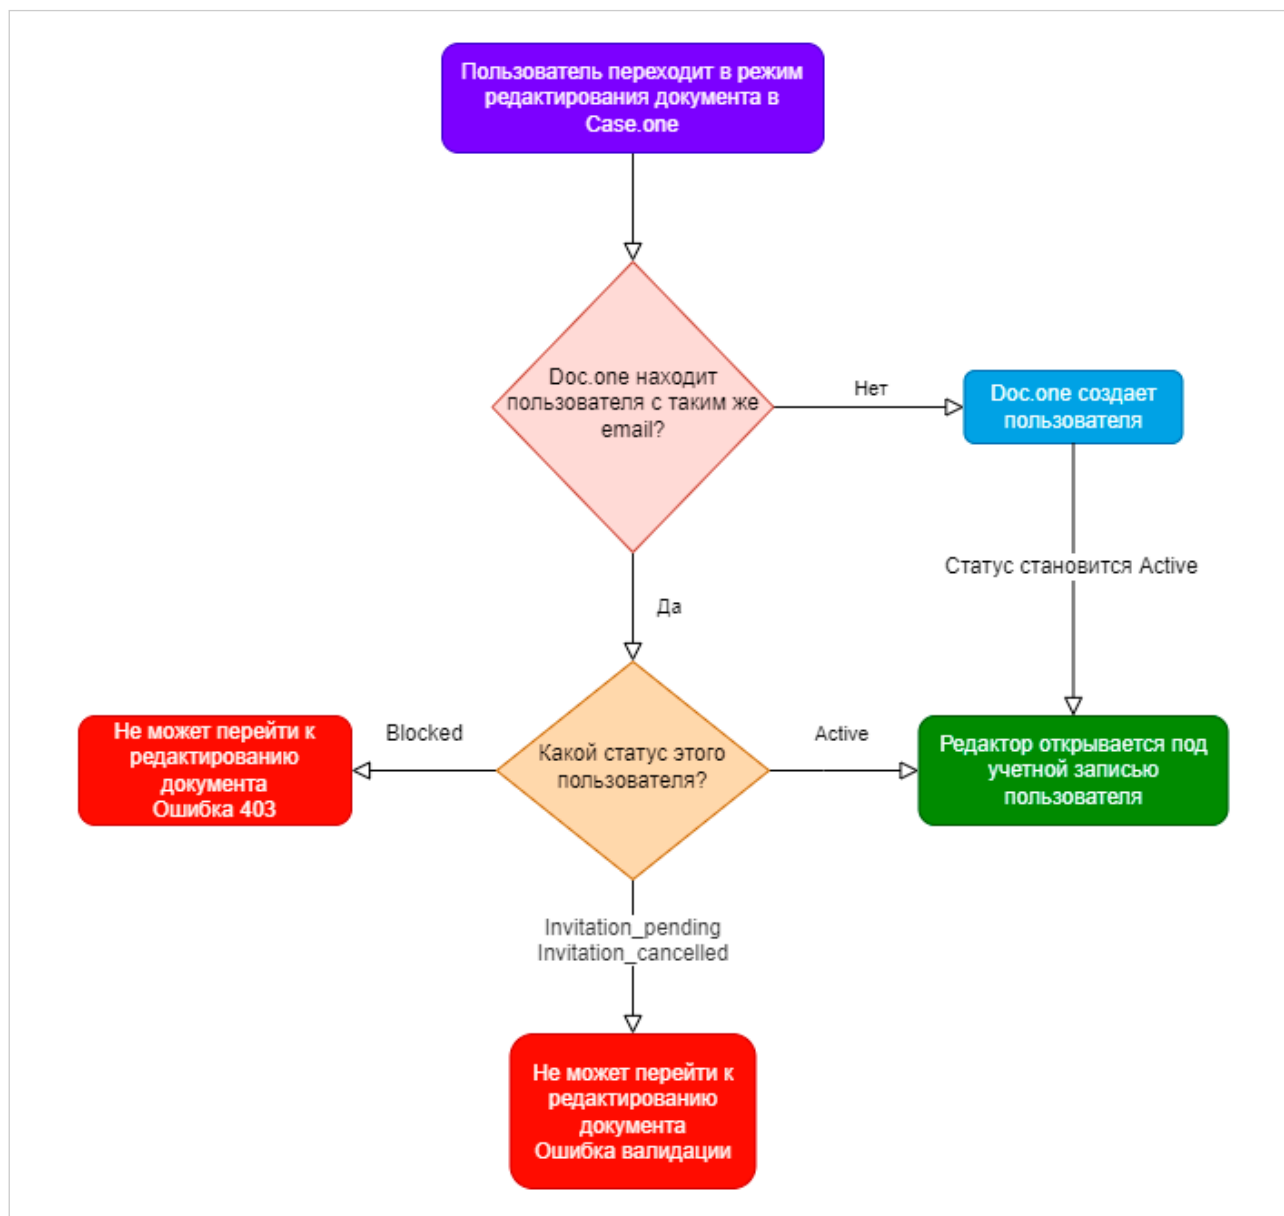 Пользователь переходит в режим
редактирования документа в
Case.one
Doc.one находит
пользователя с таким же
email?
Нет
Doc.one создает
пользователя
Статус становится Active
Да
Какой статус этого
пользователя?
Blocked
Не может перейти к
редактированию
документа
Ошибка 403
Active
Редактор открывается под
учетной записью
пользователя
Invitation_pending
Invitation_cancelled
Не может перейти к
редактированию
документа
Ошибка валидации